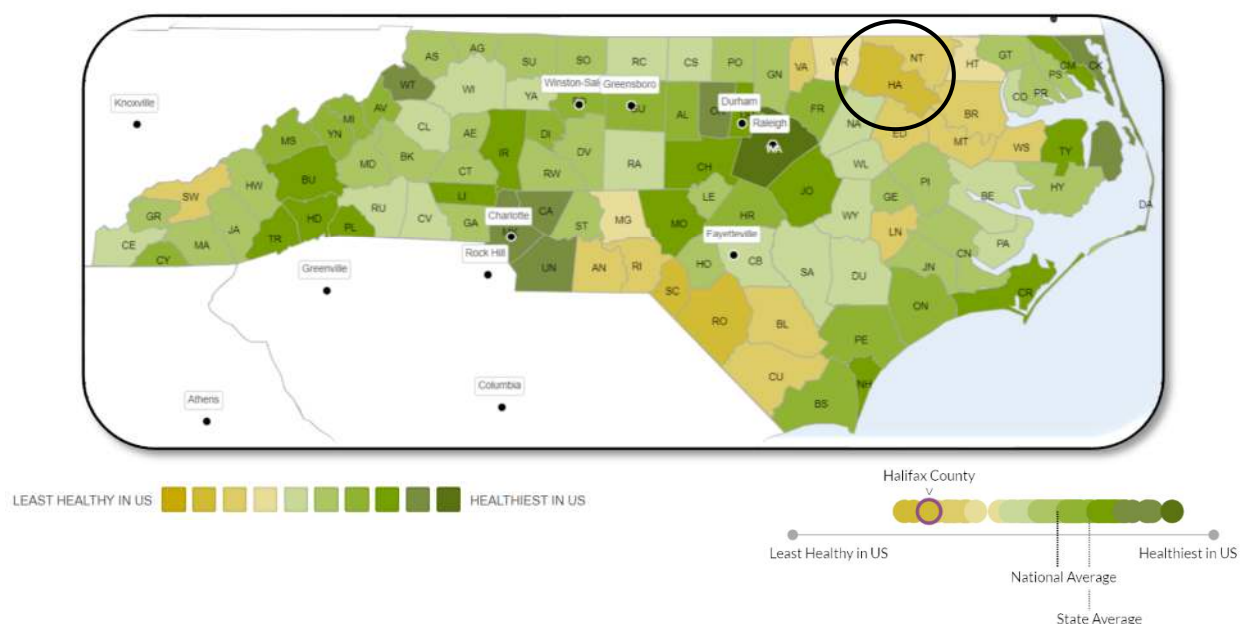 AS AG SU SO RC CS PO GN VA WR NT HT GT CM CK
HA PS
WT WI YA Winston-Sale Greensboro FR CO PR
Knoxville AV GU AL Durham NA BR
MI CL AE DI Raleigh ED
MS YN IR DV RA MT WS TY
MD BK CT RW CH WL
BU JO PI HY
SW HW LI LE GE BE DA
GR RU CV GA Charlotte CA ST MG MO HR WY
CE MA JA TR HD PL LN PA
CY Rock Hill UN AN RI HO Fayetteville CB SA DU JN CN
Greenville SC CR
RO BL ON
PE
CU
Columbia NH
Athens BS
LEAST HEALTHY IN US HEALTHIEST IN US
Halifax County
Least Healthy in US Healthiest in US
National Average
State Average